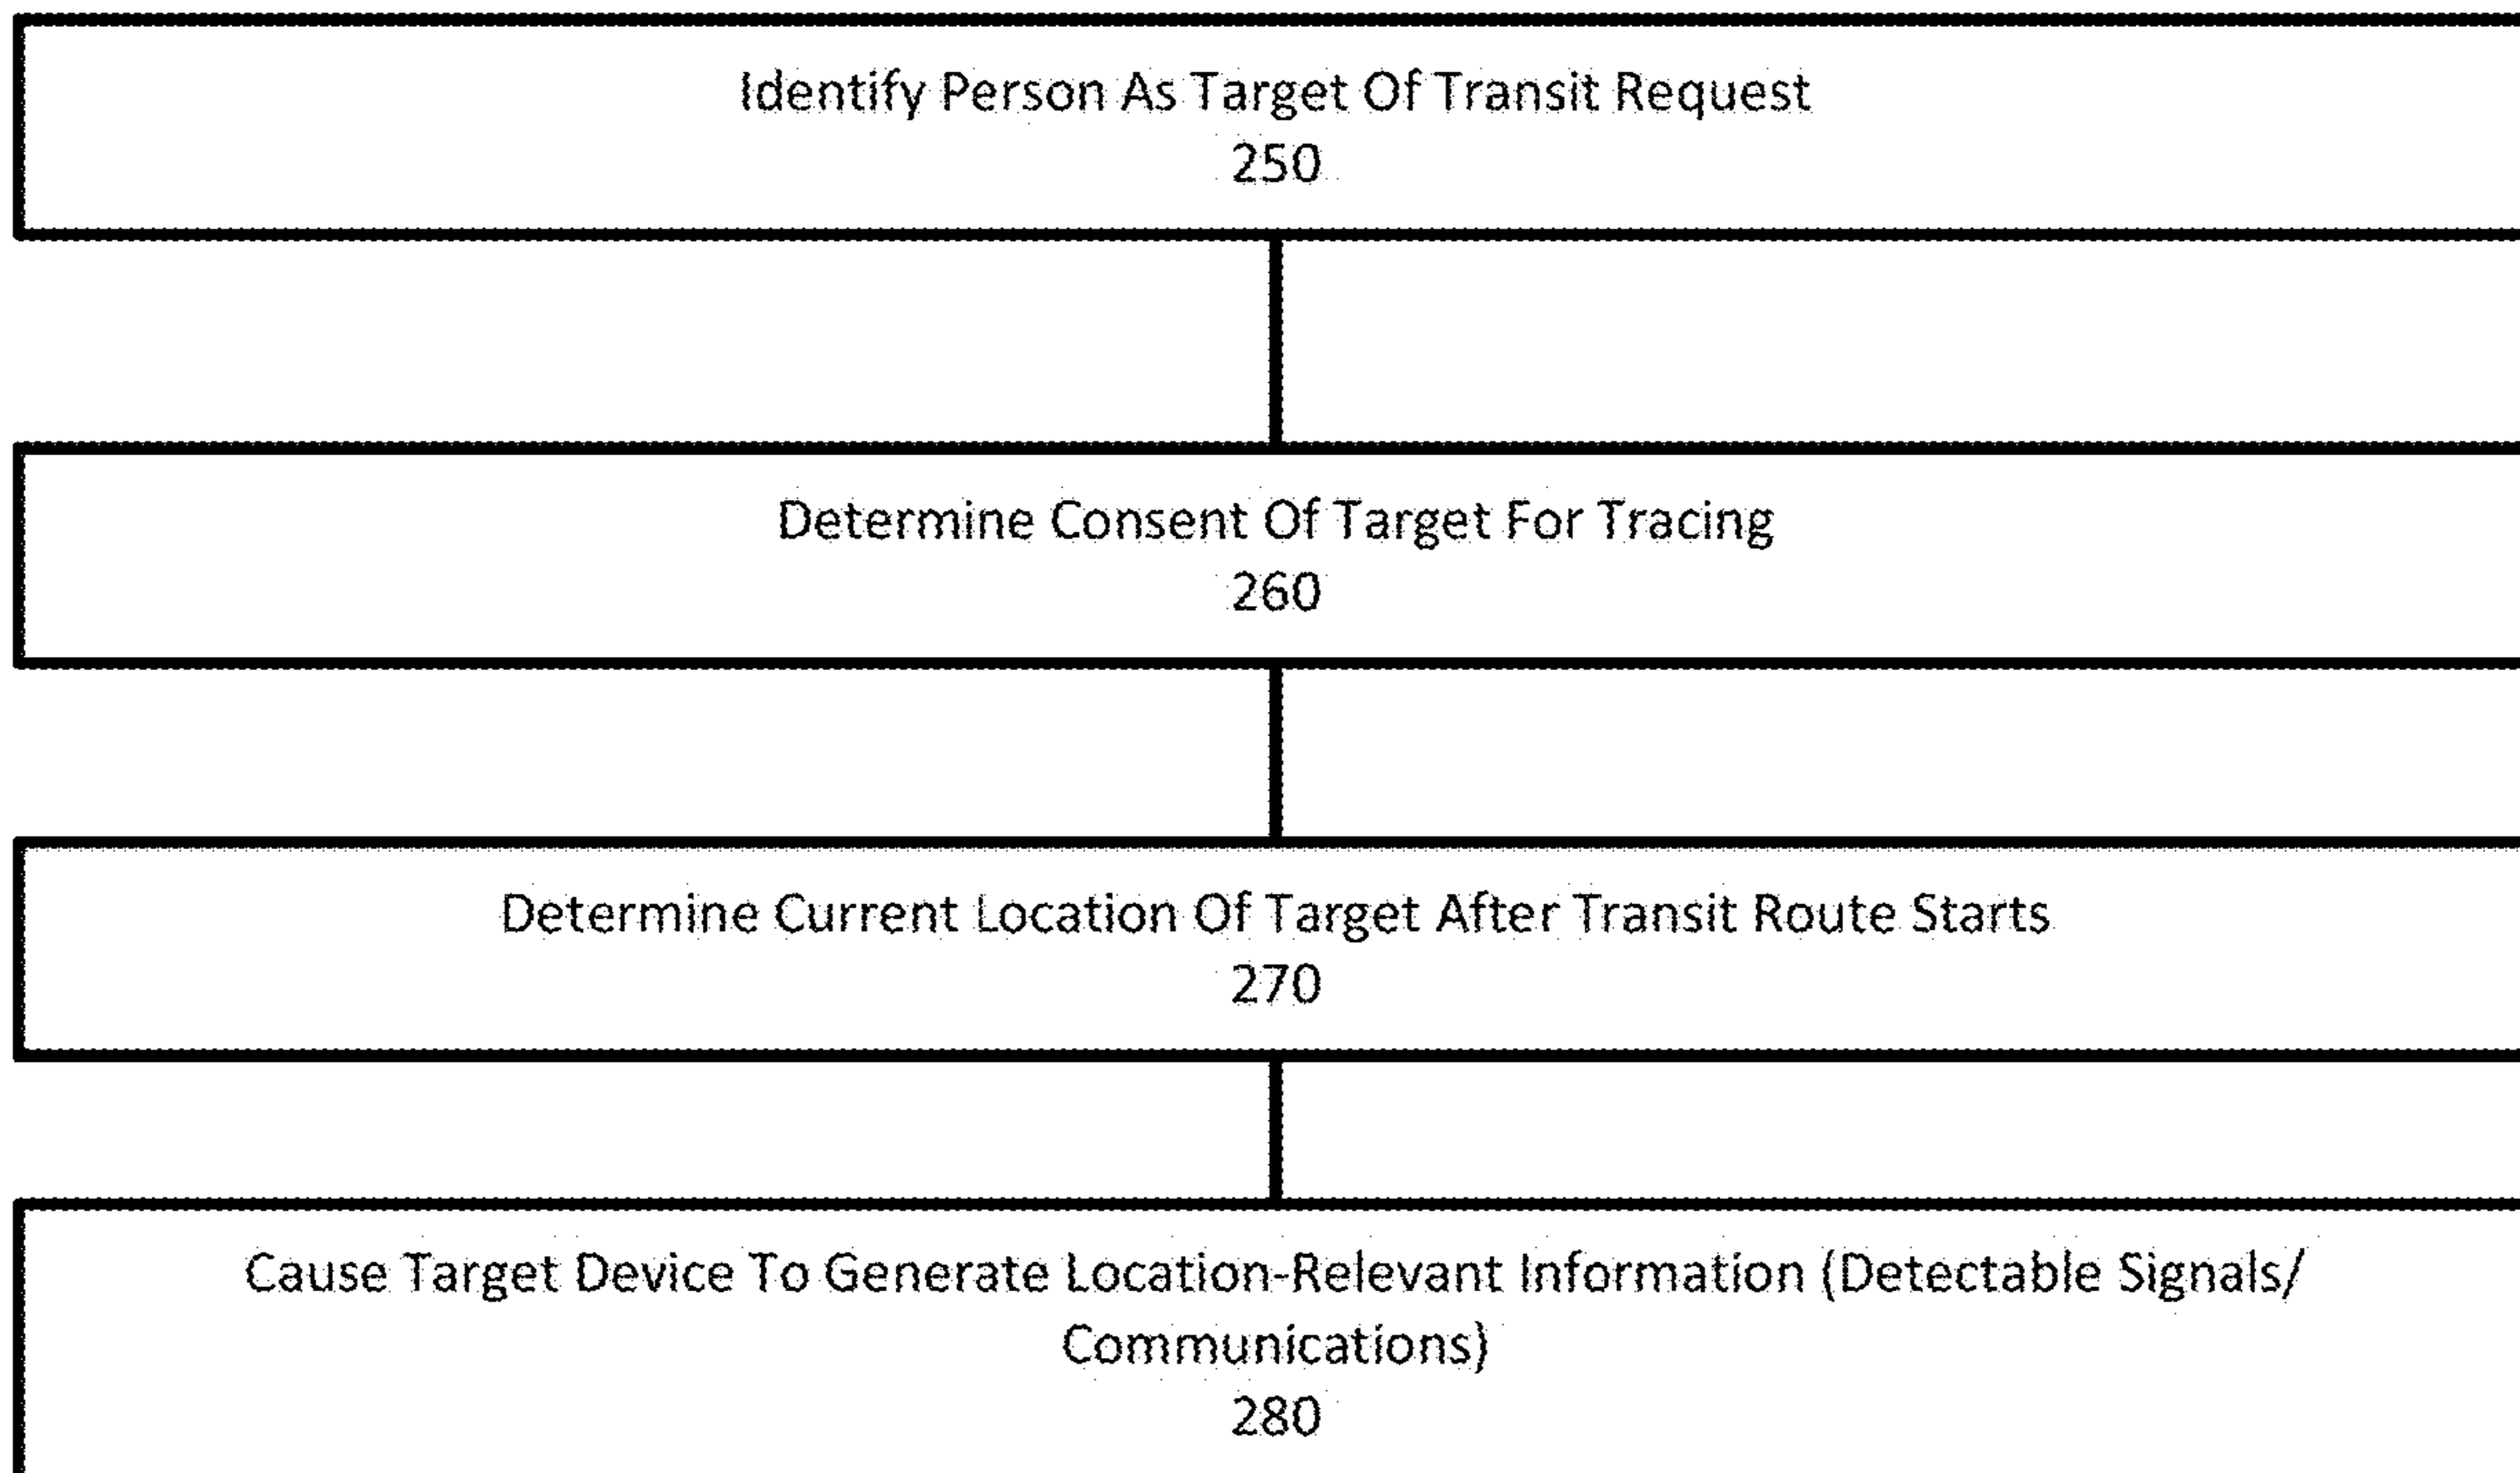 Identify Person As Target Of Transit Request
250
Determine Consent Of Target For Tracing
260
Determine Current Location Of Target After Transit Route Starts
270
Cause Target Device To Generate Location-Relevant Information (Detectable Signals/
Communications)
280